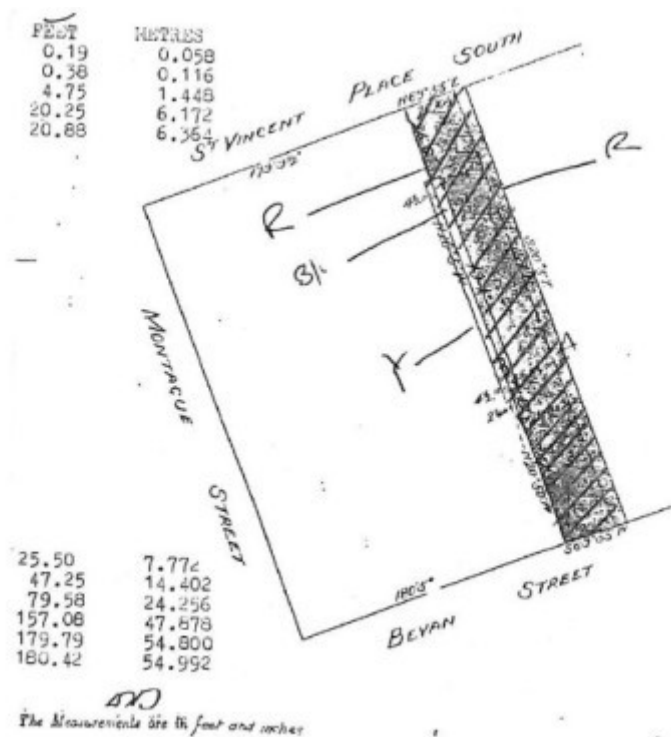 FEET METRES
0.19 0.058
0.38 0.116
4.75 1.448
20.25 6.172
20.88 6.364
ST VINCENT PLACE SOUTH
R
R
B/L
Y
MONTAGUE STREET
25.50 7.772
47.25 14.402
79.58 24.256
157.08 47.878
179.79 54.800
180.42 54.992
180'5"
BEVAN STREET
The Measurements are in feet and inches